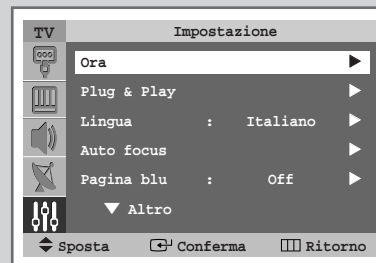 TV Impostazione
Ora
Plug & Play
Lingua : Italiano
Auto focus
Pagina blu : Off
Altro
Sposta Conferma Ritorno